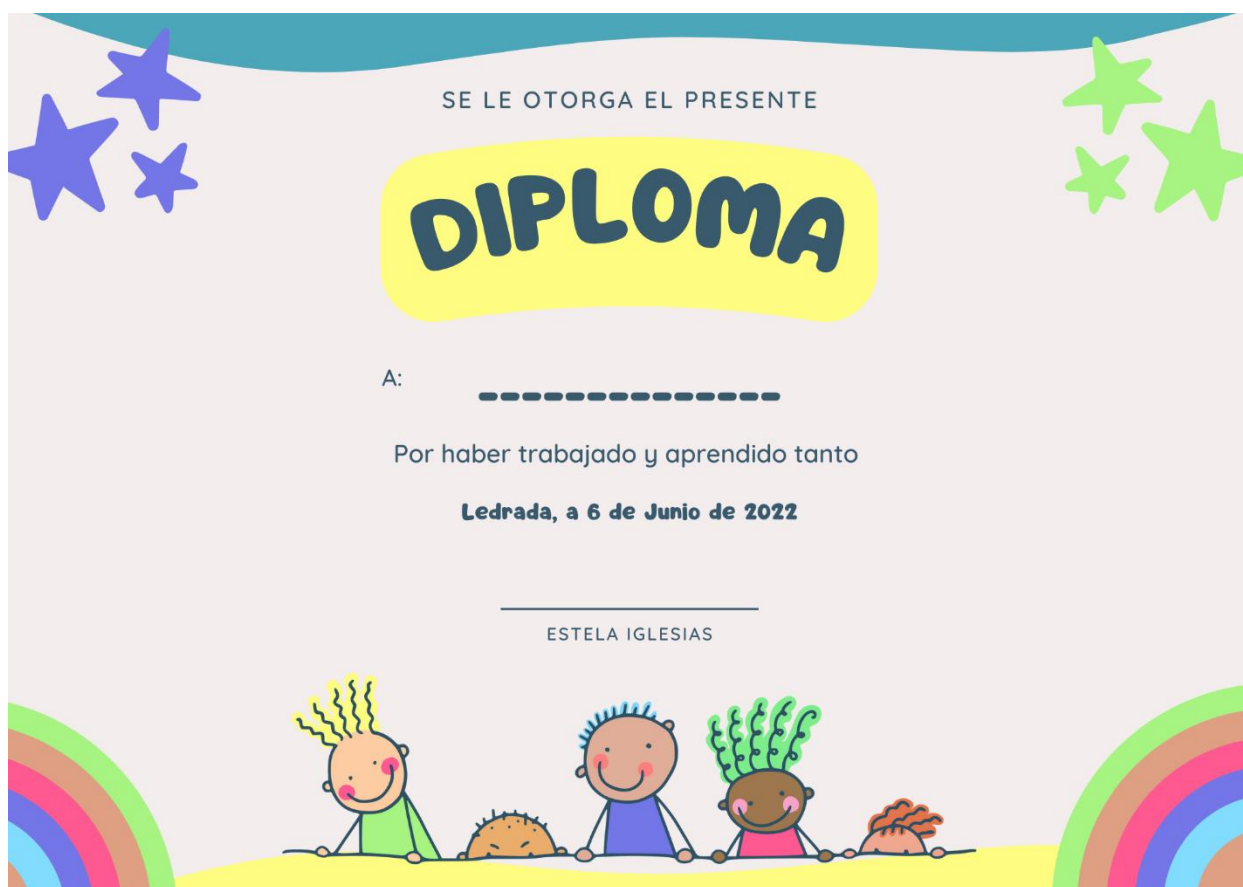 SE LE OTORGA EL PRESENTE
DIPLOMA
A:
Por haber trabajado y aprendido tanto
Ledrada, a 6 de Junio de 2022
ESTELA IGLESIAS